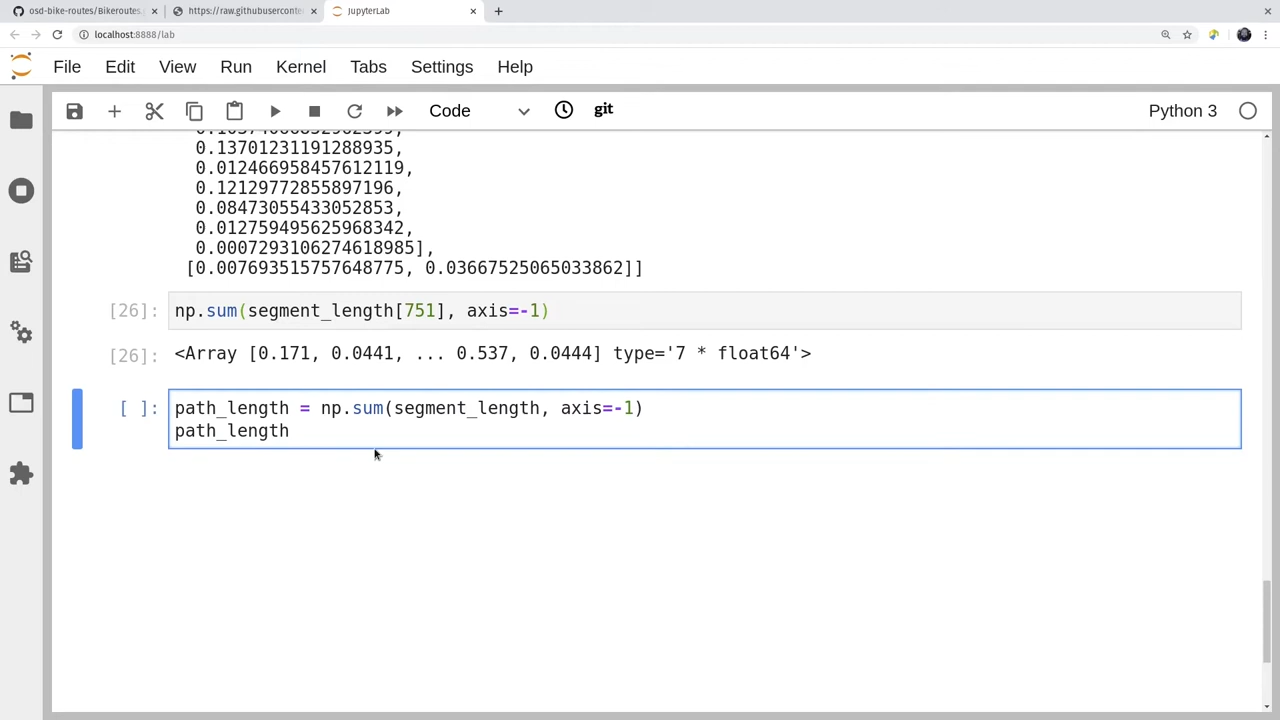 osd-bike-routes/Bikeroutes.
https://raw.githubuserconte
JupyterLab
localhost:8888/lab
File Edit View Run Kernel Tabs Settings Help
Code git Python 3
0.13701231191288935,
0.012466958457612119,
0.12129772855897196,
0.08473055433052853,
0.012759495625968342,
0.0007293106274618985],
[0.007693515757648775, 0.03667525065033862]]
[26]: np.sum(segment_length[751], axis=-1)
[26]: <Array [0.171, 0.0441, ... 0.537, 0.0444] type='7 * float64'>
[ ]: path_length = np.sum(segment_length, axis=-1)
path_length